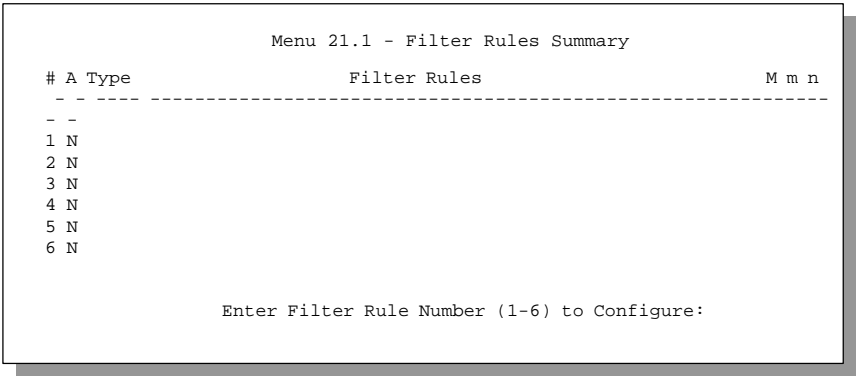 Menu 21.1 - Filter Rules Summary
# A Type Filter Rules M m n
- - ---- --------------------------------------------------------------------
- -
1 N
2 N
3 N
4 N
5 N
6 N
Enter Filter Rule Number (1-6) to Configure: